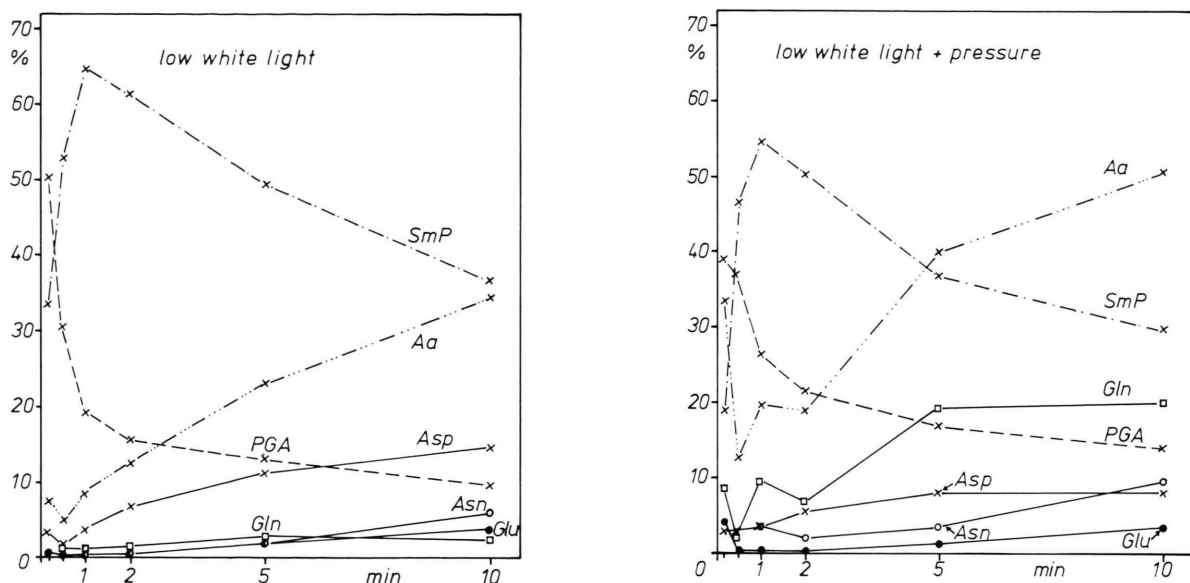 70
%
60
50
40
30
20
10
0
low white light
SmP
Aa
PGA
Asp
Gln
Asn
Glu
1 2 5 min 10
70
%
60
50
40
30
20
10
0
low white light + pressure
Aa
SmP
Gln
PGA
Asp
Asn
Glu
1 2 5 min 10